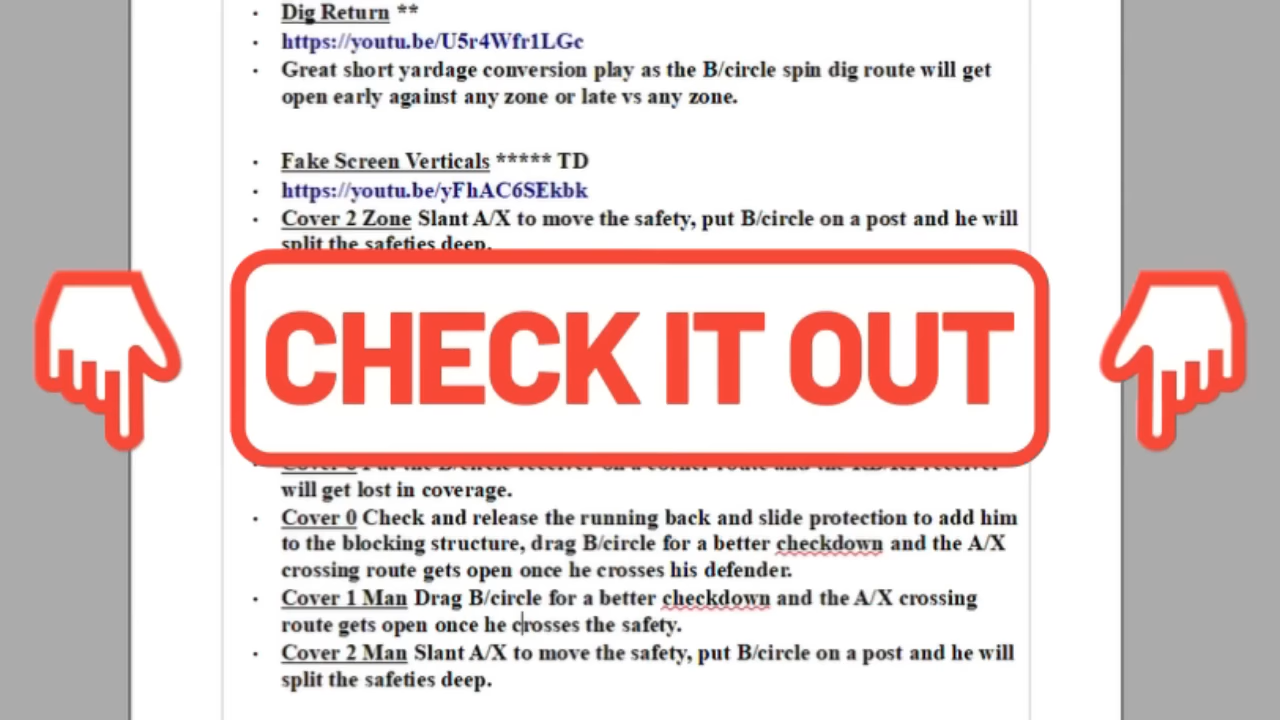 Dig Return **
https://youtu.be/U5r4Wfr1LGc
Great short yardage conversion play as the B/circle spin dig route will get
open early against any zone or late vs any zone.
Fake Screen Verticals ***** TD
https://youtu.be/yFhAC6SEkbk
Cover 2 Zone Slant A/X to move the safety, put B/circle on a post and he will
split the safeties deep.
CHECK IT OUT
will get lost in coverage.
Cover 0 Check and release the running back and slide protection to add him
to the blocking structure, drag B/circle for a better checkdown and the A/X
crossing route gets open once he crosses his defender.
Cover 1 Man Drag B/circle for a better checkdown and the A/X crossing
route gets open once he crosses the safety.
Cover 2 Man Slant A/X to move the safety, put B/circle on a post and he will
split the safeties deep.